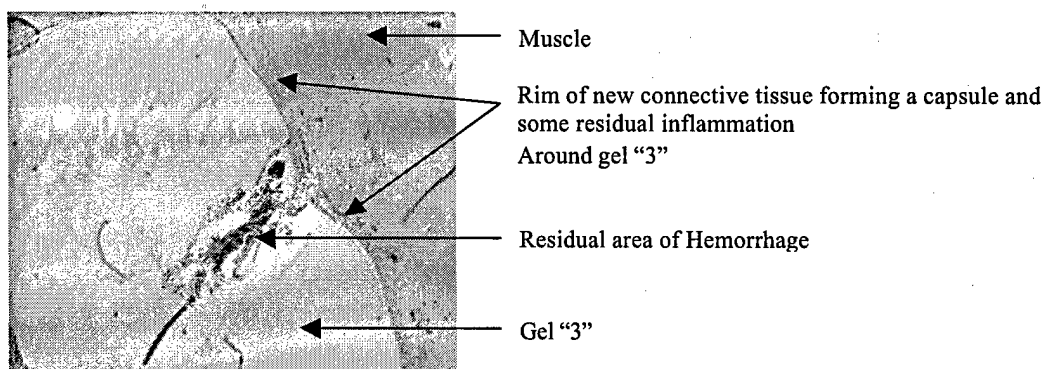 Muscle
Rim of new connective tissue forming a capsule and
some residual inflammation
Around gel “3”
Residual area of Hemorrhage
Gel “3”